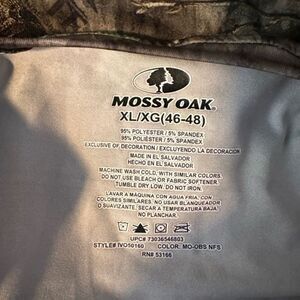 MOSSY OAK
XL/XG(46-48)
95% POLYESTER / 5% SPANDEX
95% POLIÉSTER / 5% SPANDEX
EXCLUSIVE OF DECORATION / EXCLUYENDO LA DECORACIÓN
MADE IN EL SALVADOR
HECHO EN EL SALVADOR
MACHINE WASH COLD, WITH SIMILAR COLORS.
DO NOT USE BLEACH OR FABRIC SOFTENER.
TUMBLE DRY LOW. DO NOT IRON.
LAVAR A MÁQUINA CON AGUA FRÍA, CON
COLORES SIMILARES. NO USAR BLANQUEADOR
O SUAVIZANTE. SECAR A TEMPERATURA BAJA.
NO PLANCHAR.
UPC# 73036546803
STYLE# IVO50160 COLOR: MO-OBS NFS
RN# 53166